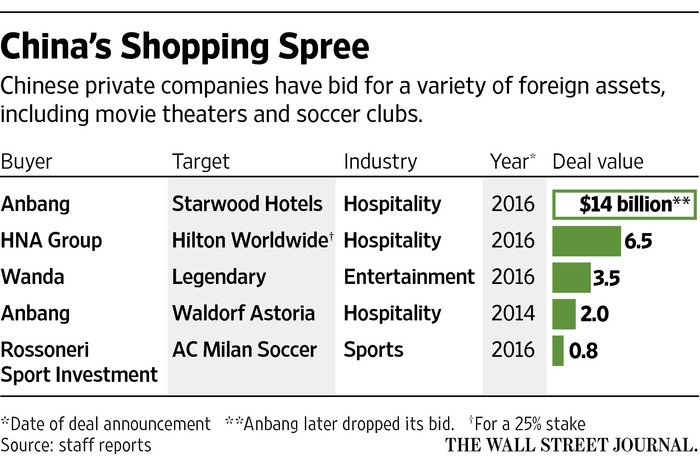 China’s Shopping Spree
Chinese private companies have bid for a variety of foreign assets,
including movie theaters and soccer clubs.
Buyer Target Industry Year* Deal value
Anbang Starwood Hotels Hospitality 2016 $14 billion**
HNA Group Hilton Worldwide† Hospitality 2016 6.5
Wanda Legendary Entertainment 2016 3.5
Anbang Waldorf Astoria Hospitality 2014 2.0
Rossoneri AC Milan Soccer Sports 2016 0.8
Sport Investment
*Date of deal announcement **Anbang later dropped its bid. †For a 25% stake
Source: staff reports THE WALL STREET JOURNAL.